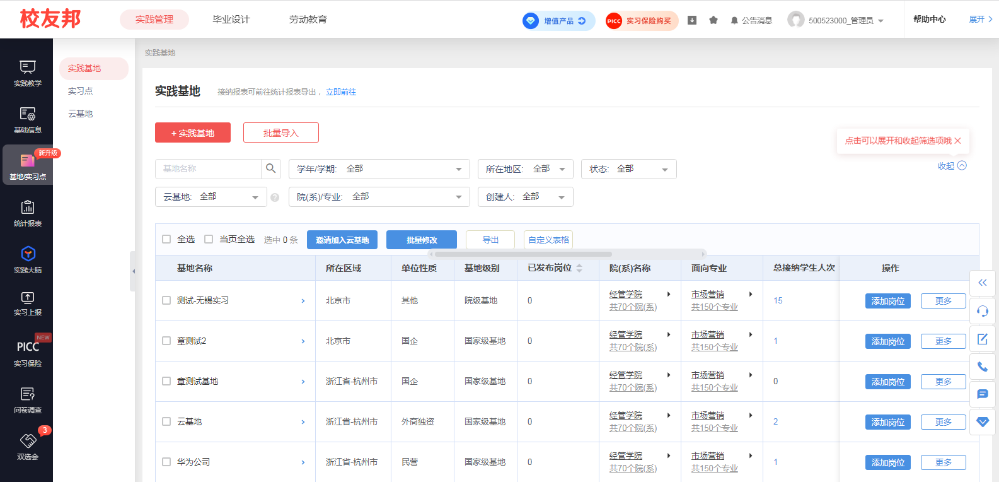 校友邦
实践管理
毕业设计
劳动教育
增值产品
PICC 实习保险购买
公告消息
500523000_管理员
帮助中心
展开
实践教学
基础信息
新升级
基地/实习点
统计报表
实践大脑
实习上报
NEW
PICC
实习保险
问卷调查
3
双选会
实践基地
实习点
云基地
实践基地
实践基地
接纳报表可前往统计报表导出，
立即前往
+ 实践基地
批量导入
点击可以展开和收起筛选项哦
收起
基地名称
学年/学期: 全部
所在地区: 全部
状态: 全部
云基地: 全部
?
院(系)/专业: 全部
创建人: 全部
全选
当页全选
选中 0 条
邀请加入云基地
批量修改
导出
自定义表格
基地名称 所在区域 单位性质 基地级别 已发布岗位 院(系)名称 面向专业 总接纳学生人次 操作
测试-无锡实习 北京市 其他 院级基地 0 经管学院 市场营销 15 添加岗位 更多
共70个院(系) 共150个专业
章测试2 北京市 国企 国家级基地 0 经管学院 市场营销 1 添加岗位 更多
共70个院(系) 共150个专业
章测试基地 浙江省-杭州市 国企 国家级基地 0 经管学院 市场营销 0 添加岗位 更多
共70个院(系) 共150个专业
云基地 浙江省-杭州市 外商独资 国家级基地 0 经管学院 市场营销 2 添加岗位 更多
共70个院(系) 共150个专业
华为公司 浙江省-杭州市 民营 国家级基地 0 经管学院 市场营销 1 添加岗位 更多
共70个院(系) 共150个专业